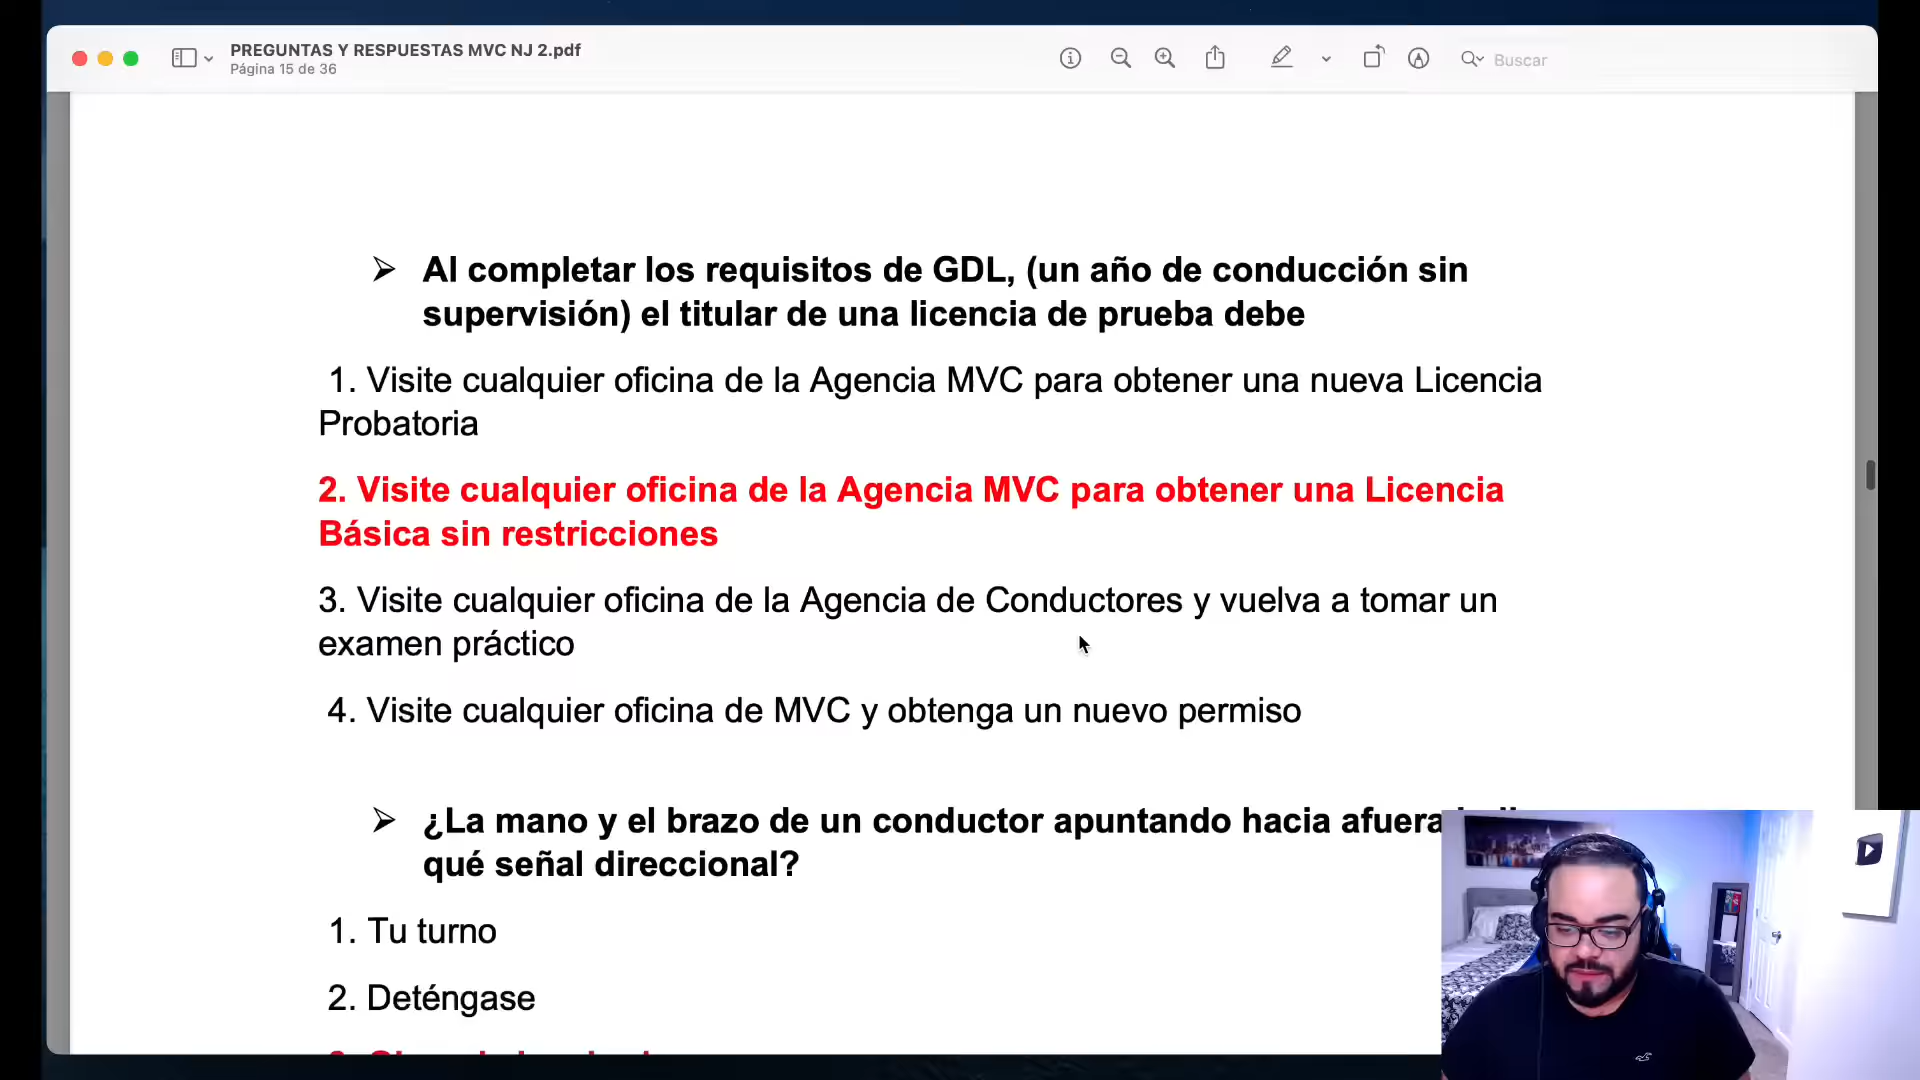 PREGUNTAS Y RESPUESTAS MVC NJ 2.pdf
Página 15 de 36
Buscar
➢ Al completar los requisitos de GDL, (un año de conducción sin
supervisión) el titular de una licencia de prueba debe
1. Visite cualquier oficina de la Agencia MVC para obtener una nueva Licencia
Probatoria
2. Visite cualquier oficina de la Agencia MVC para obtener una Licencia
Básica sin restricciones
3. Visite cualquier oficina de la Agencia de Conductores y vuelva a tomar un
examen práctico
4. Visite cualquier oficina de MVC y obtenga un nuevo permiso
➢ ¿La mano y el brazo de un conductor apuntando hacia afuera
qué señal direccional?
1. Tu turno
2. Deténgase